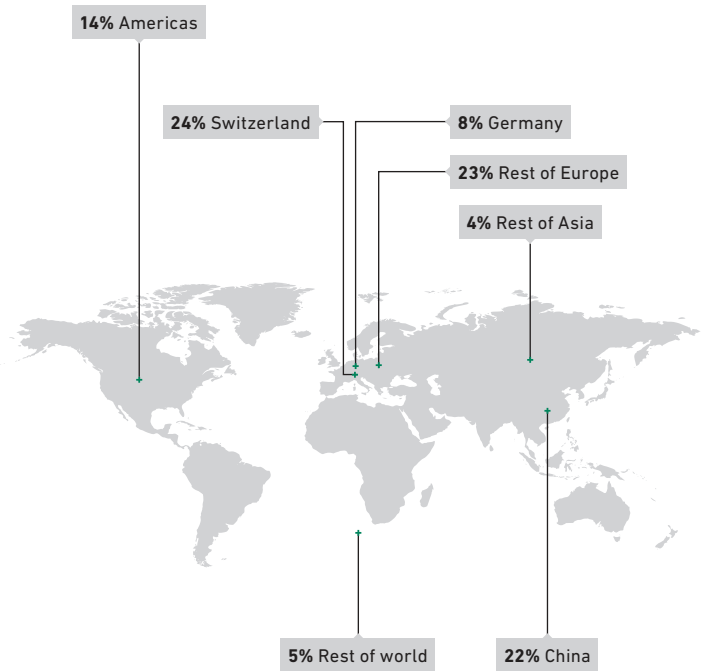 14% Americas
24% Switzerland
8% Germany
23% Rest of Europe
4% Rest of Asia
5% Rest of world
22% China